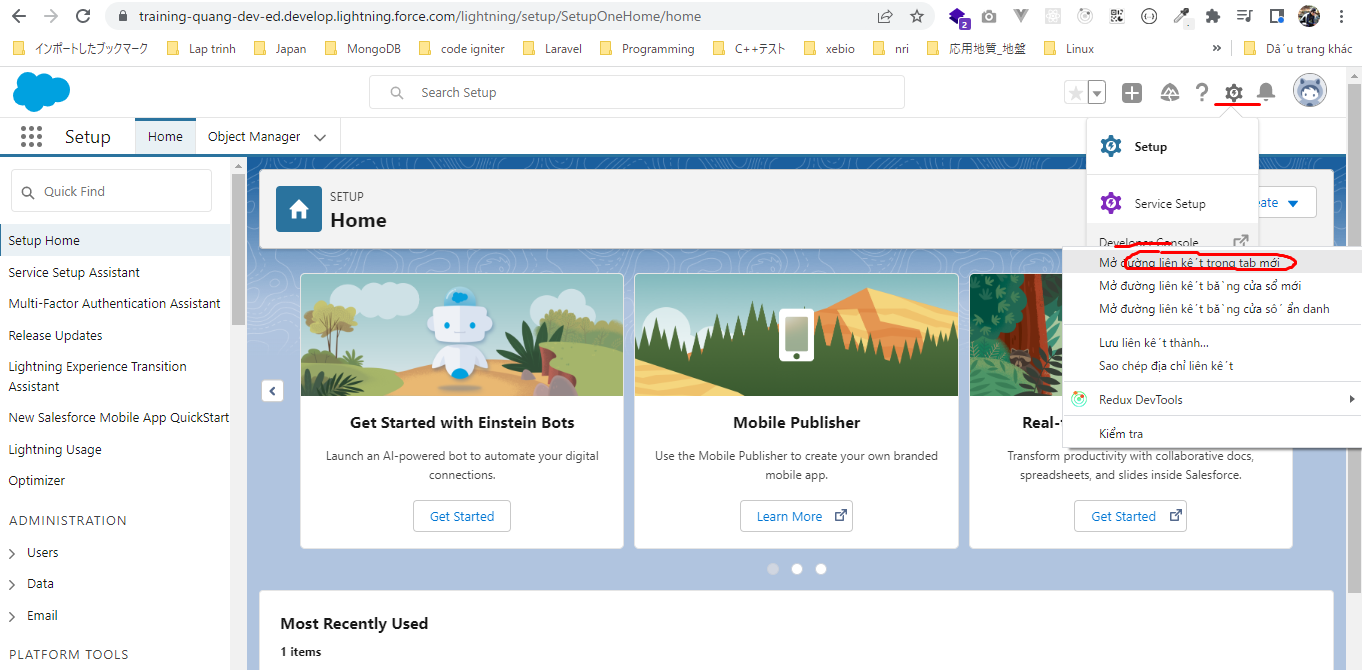 training-quang-dev-ed.develop.lightning.force.com/lightning/setup/SetupOneHome/home
2
インポートしたブックマーク Lap trinh Japan MongoDB code igniter Laravel Programming C++テスト xebio nri 応用地質_地盤 Linux » Dấu trang khác
Search Setup
Setup Home Object Manager
Setup
Quick Find
Service Setup
SETUP
Home
eate
Setup Home
Developer Console
Mở đường liên kết trong tab mới
Service Setup Assistant
Mở đường liên kết bằng cửa sổ mới
Multi-Factor Authentication Assistant
Mở đường liên kết bằng cửa sổ ẩn danh
Release Updates
Lưu liên kết thành...
Lightning Experience Transition
Assistant
Sao chép địa chỉ liên kết
Redux DevTools
New Salesforce Mobile App QuickStart
Kiểm tra
Lightning Usage
Optimizer
Get Started with Einstein Bots
Launch an AI-powered bot to automate your digital
connections.
Get Started
Mobile Publisher
Use the Mobile Publisher to create your own branded
mobile app.
Learn More
Real-
Transform productivity with collaborative docs,
spreadsheets, and slides inside Salesforce.
Get Started
ADMINISTRATION
Users
Data
Email
PLATFORM TOOLS
Most Recently Used
1 items